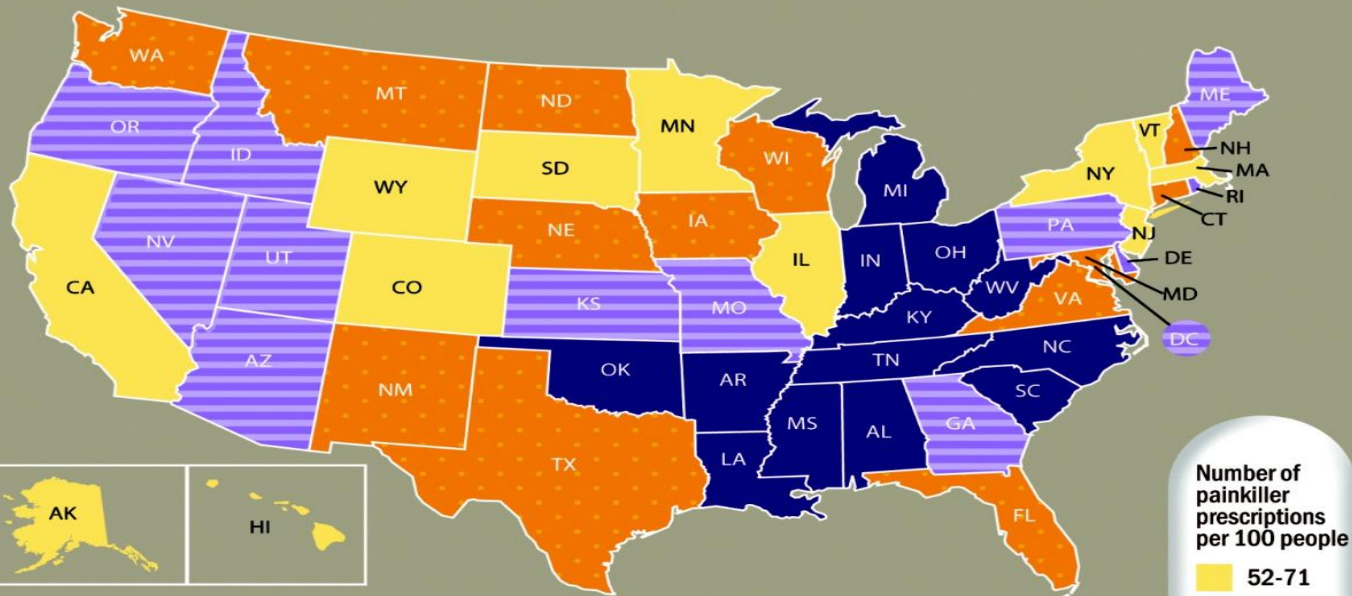 WA
MT
ND
MN
ME
OR
ID
WY
SD
WI
MI
VT
NY
NH
MA
RI
CT
NV
UT
CO
NE
IA
IL
IN
OH
PA
NJ
DE
MD
DC
CA
AZ
NM
KS
MO
KY
WV
VA
OK
AR
TN
NC
SC
TX
LA
MS
AL
GA
FL
AK
HI
Number of
painkiller
prescriptions
per 100 people
52-71